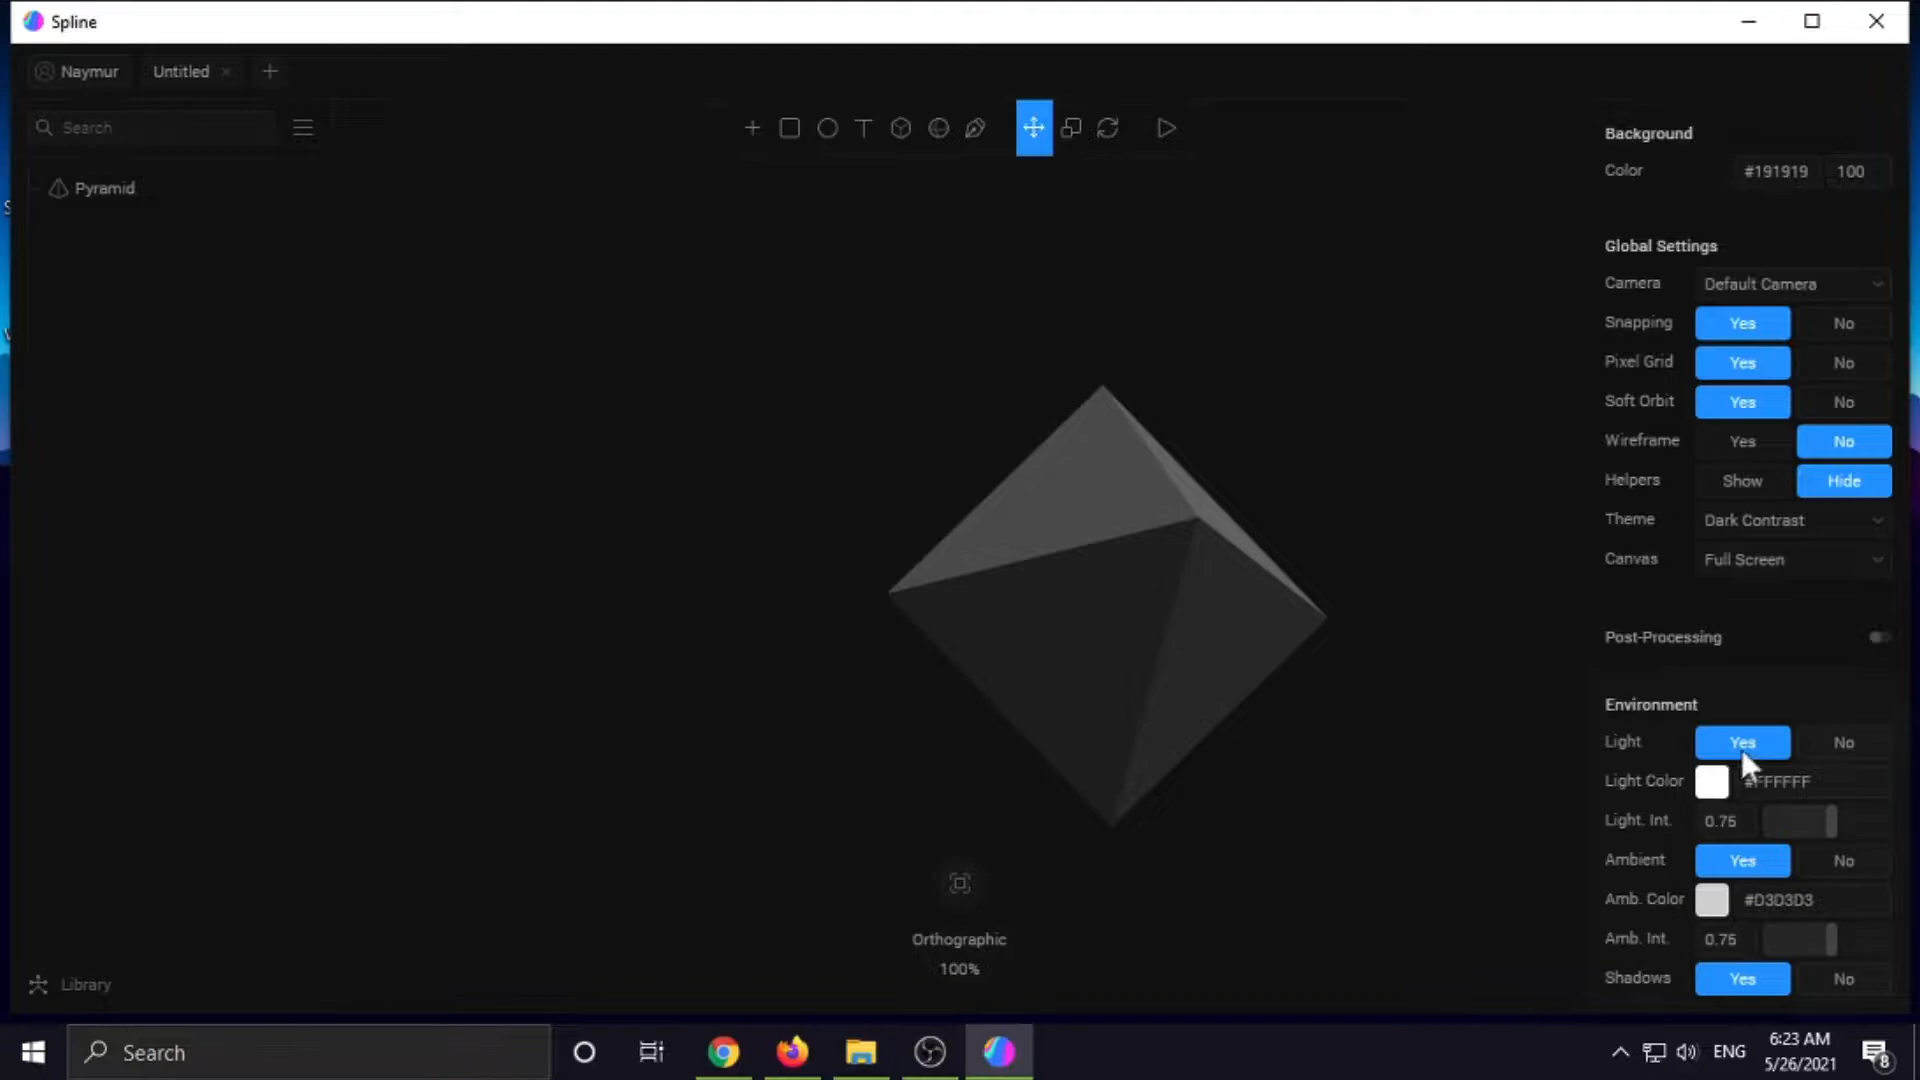 Spline
Naymur
Untitled
Search
Pyramid
Background
Color #191919 100
Global Settings
Camera Default Camera
Snapping Yes No
Pixel Grid Yes No
Soft Orbit Yes No
Wireframe Yes No
Helpers Show Hide
Theme Dark Contrast
Canvas Full Screen
Post-Processing
Environment
Light Yes No
Light Color #FFFFFF
Light. Int. 0.75
Ambient Yes No
Amb. Color #D3D3D3
Amb. Int. 0.75
Shadows Yes No
Orthographic
100%
Library
Search
ENG
6:23 AM
5/26/2021
8